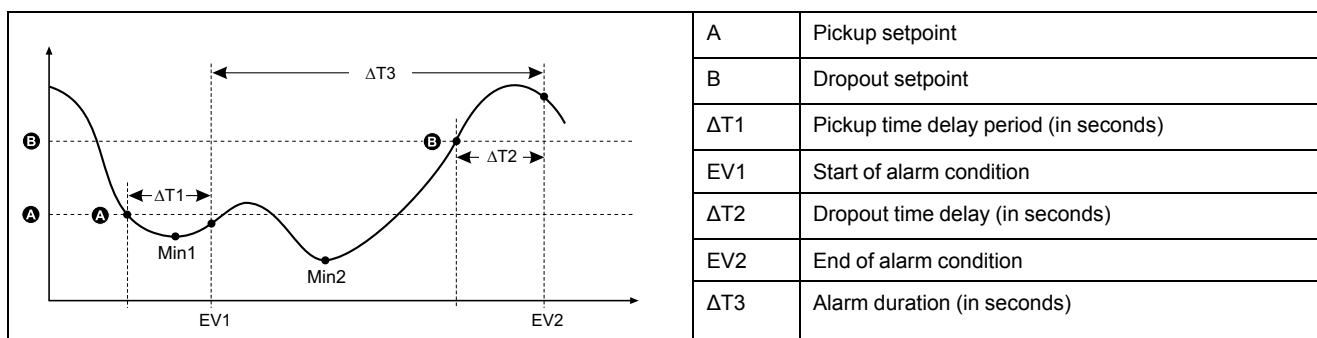 ΔT3
B
B
ΔT2
ΔT1
A
A
Min1
Min2
EV1
EV2
A Pickup setpoint
B Dropout setpoint
ΔT1 Pickup time delay period (in seconds)
EV1 Start of alarm condition
ΔT2 Dropout time delay (in seconds)
EV2 End of alarm condition
ΔT3 Alarm duration (in seconds)